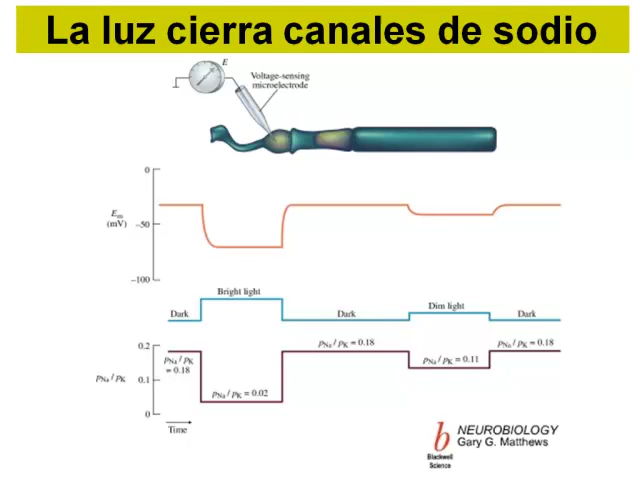 La luz cierra canales de sodio
E
Voltage-sensing
microelectrode
0
Em
(mV)
−50
−100
Bright light
Dark
Dark
Dim light
Dark
0.2
PNa / PK
= 0.18
PNa / PK = 0.18
PNa / PK = 0.11
PNa / PK = 0.18
PNa / PK
0.1
PNa / PK = 0.02
0
Time
b
Blackwell
Science
NEUROBIOLOGY
Gary G. Matthews